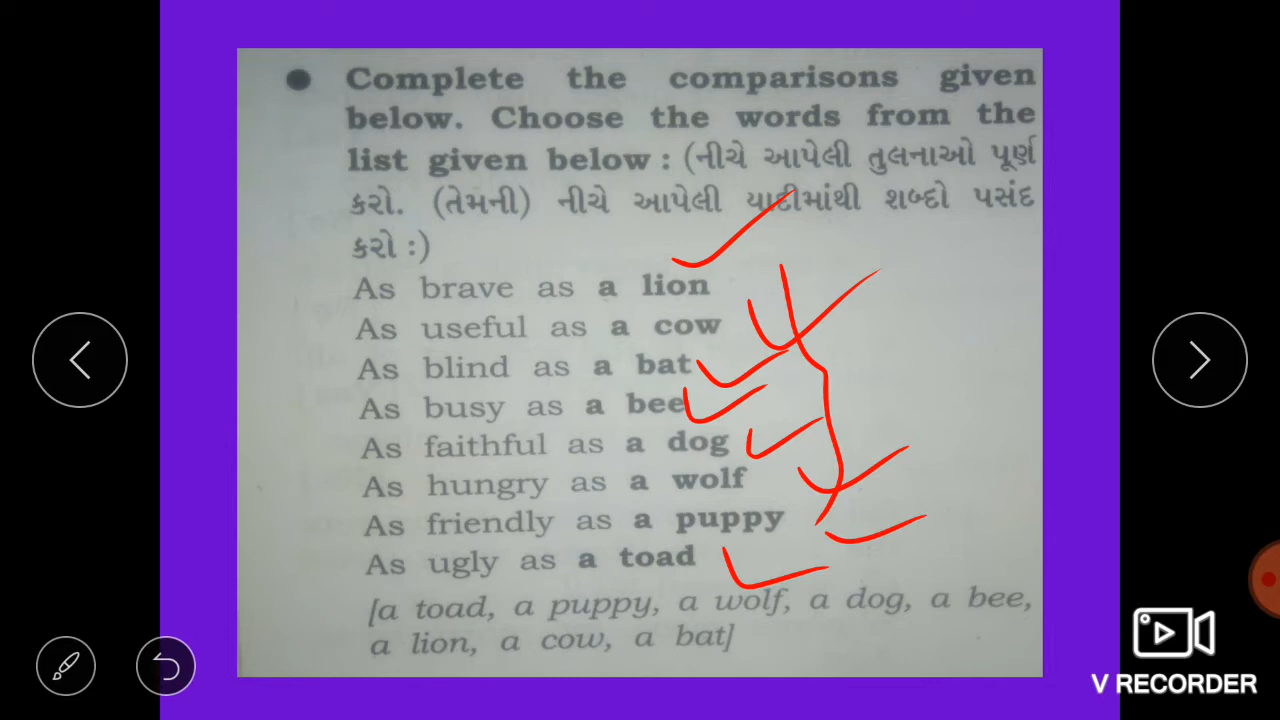 ● Complete the comparisons given
below. Choose the words from the
list given below : (નીચે આપેલી તુલનાઓ પૂર્ણ
કરો. (તેમની) નીચે આપેલી યાદીમાંથી શબ્દો પસંદ
કરો :)
As brave as a lion
As useful as a cow
As blind as a bat
As busy as a bee
As faithful as a dog
As hungry as a wolf
As friendly as a puppy
As ugly as a toad
[a toad, a puppy, a wolf, a dog, a bee,
a lion, a cow, a bat]
V RECORDER